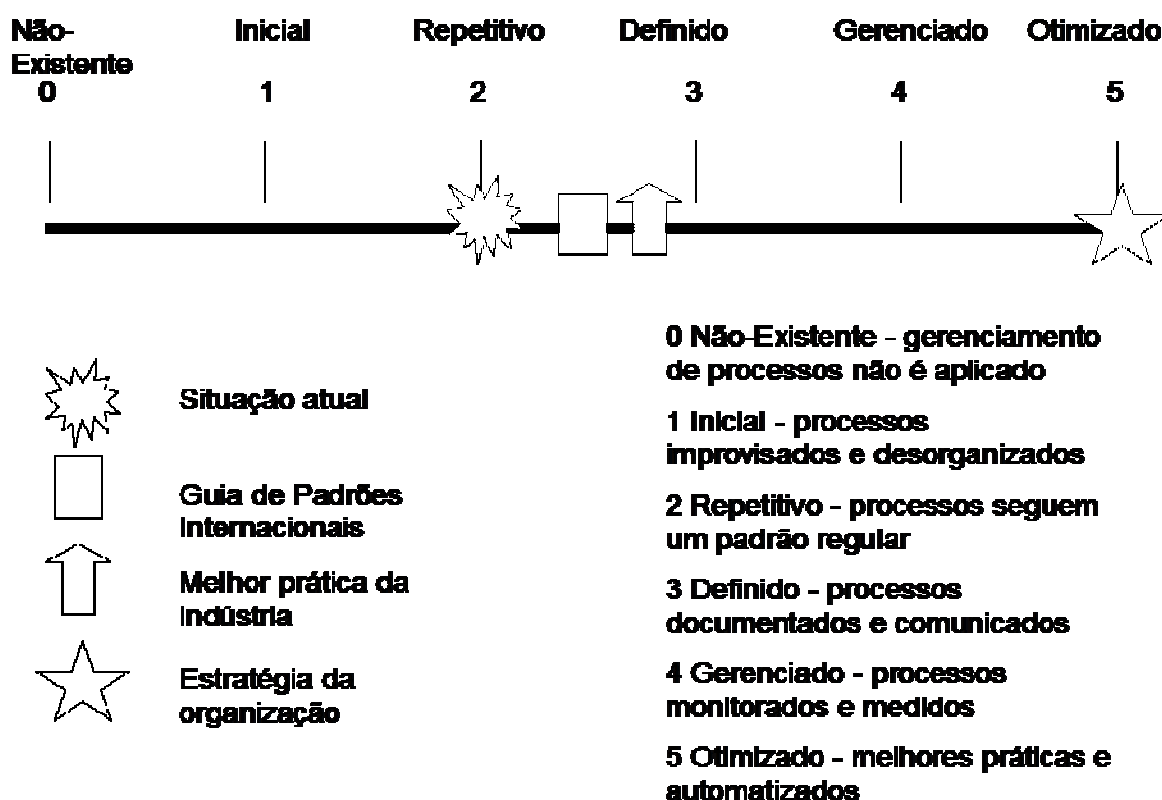 Não-
Existente
Inicial
Repetitivo
Definido
Gerenciado
Otimizado
0
1
2
3
4
5
Situação atual
Guia de Padrões
Internacionais
Melhor prática da
Indústria
Estratégia da
organização
0 Não-Existente - gerenciamento
de processos não é aplicado
1 Inicial - processos
improvisados e desorganizados
2 Repetitivo - processos seguem
um padrão regular
3 Definido - processos
documentados e comunicados
4 Gerenciado - processos
monitorados e medidos
5 Otimizado - melhores práticas e
automatizados